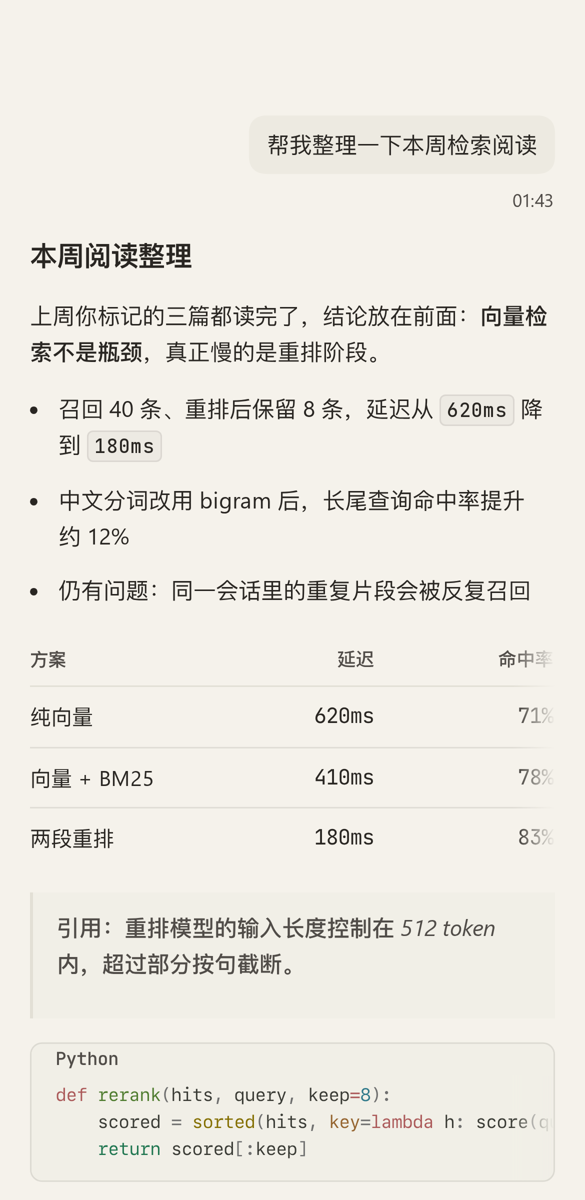 帮我整理一下本周检索阅读
01:43
本周阅读整理
上周你标记的三篇都读完了，结论放在前面：向量检
索不是瓶颈，真正慢的是重排阶段。
• 召回 40 条、重排后保留 8 条，延迟从 620ms 降
到 180ms
• 中文分词改用 bigram 后，长尾查询命中率提升
约 12%
• 仍有问题：同一会话里的重复片段会被反复召回
方案 延迟 命中率
纯向量 620ms 71%
向量 + BM25 410ms 78%
两段重排 180ms 83%
引用：重排模型的输入长度控制在 512 token
内，超过部分按句截断。
Python
def rerank(hits, query, keep=8):
    scored = sorted(hits, key=lambda h: score(q
    return scored[:keep]